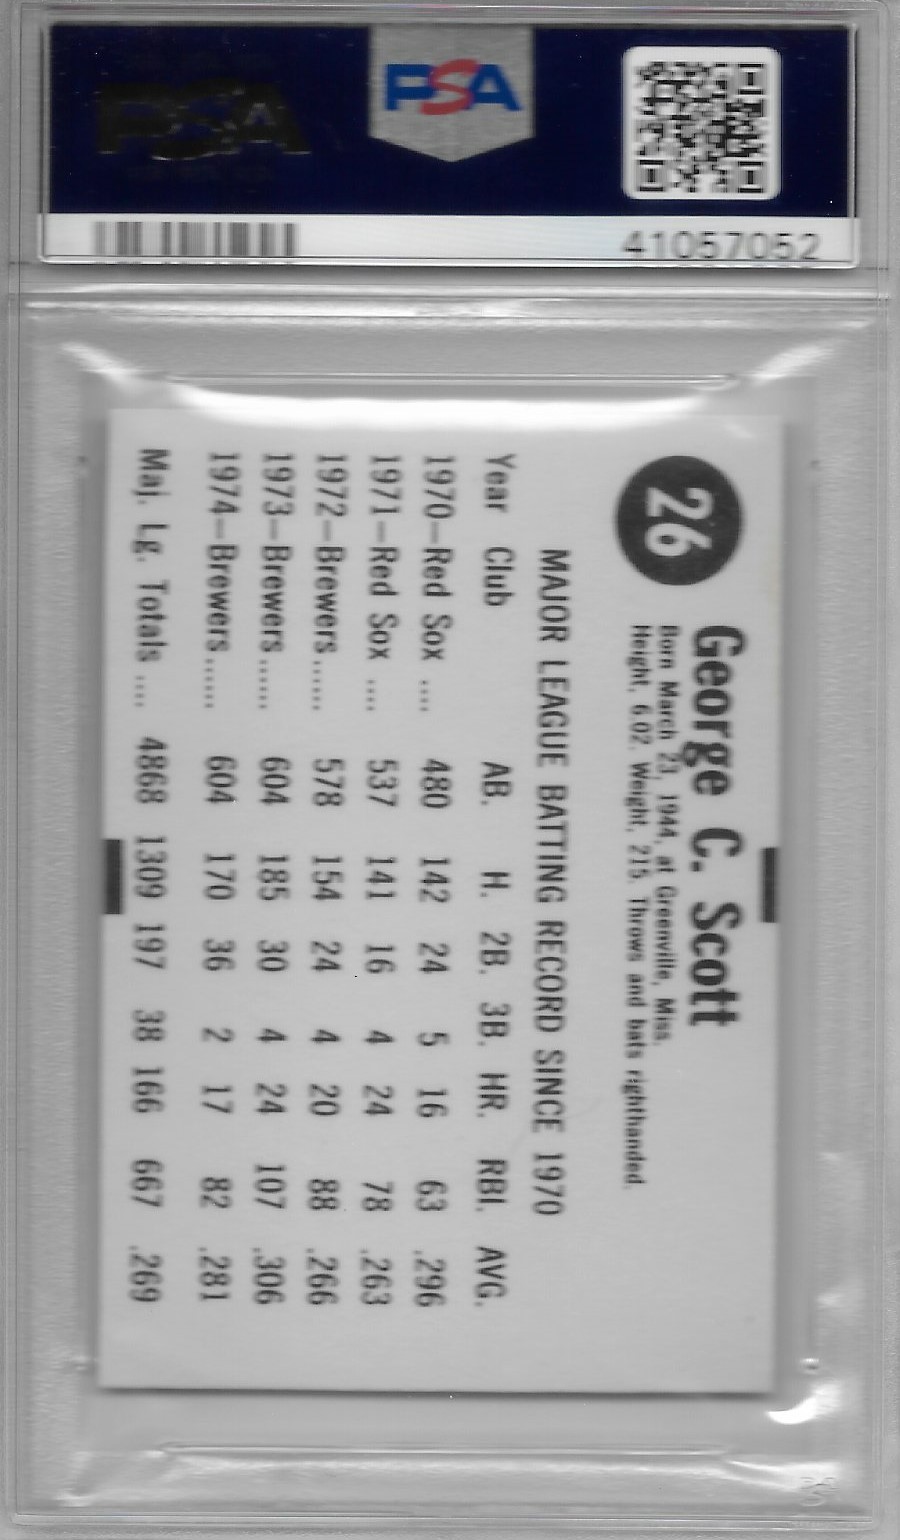 PSA
PSA
41057052
26
George C. Scott
Born March 23, 1944, at Greenville, Miss.
Height, 6.02. Weight, 215. Throws and bats righthanded.
MAJOR LEAGUE BATTING RECORD SINCE 1970
Year Club AB. H. 2B. 3B. HR. RBI. AVG.
1970—Red Sox .... 480 142 24 5 16 63 .296
1971—Red Sox .... 537 141 16 4 24 78 .263
1972—Brewers...... 578 154 24 4 20 88 .266
1973—Brewers...... 604 185 30 4 24 107 .306
1974—Brewers...... 604 170 36 2 17 82 .281
Maj. Lg. Totals .... 4868 1309 197 38 166 667 .269